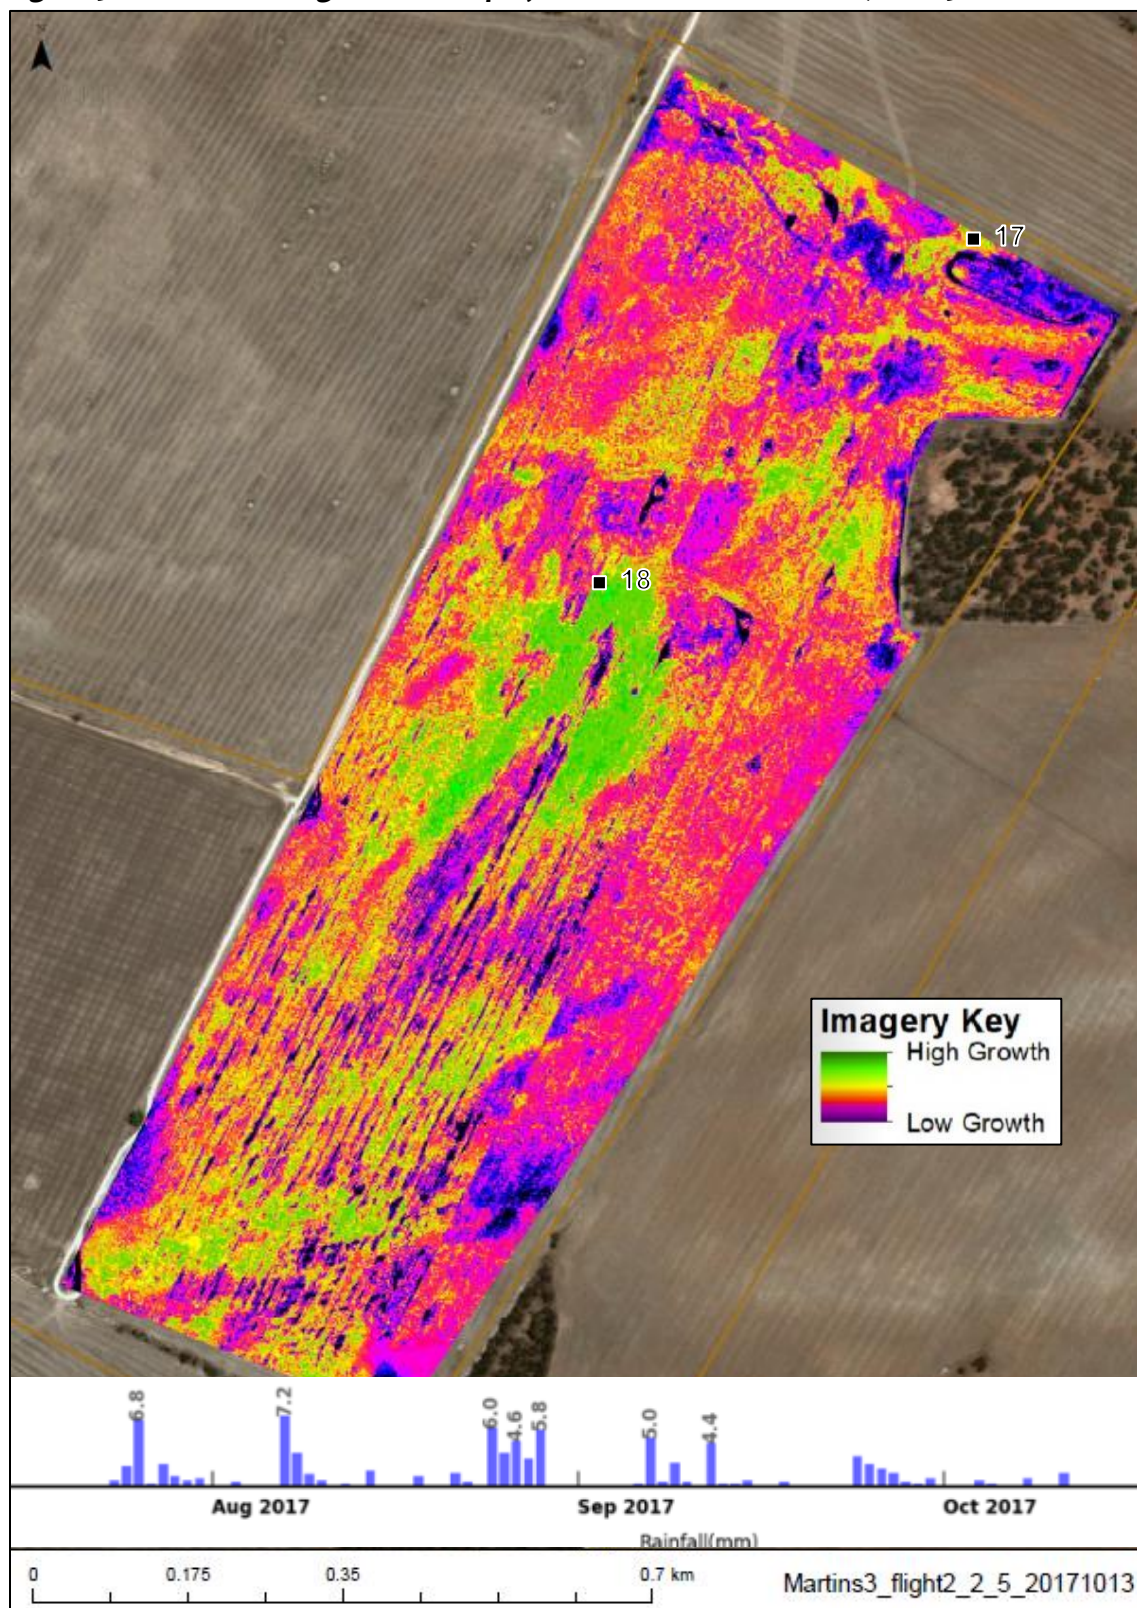 17
18
Imagery Key
High Growth
Low Growth
6.8
7.2
6.0
4.6
5.8
5.0
4.4
Aug 2017
Sep 2017
Oct 2017
Rainfall(mm)
0
0.175
0.35
0.7 km
Martins3_flight2_2_5_20171013